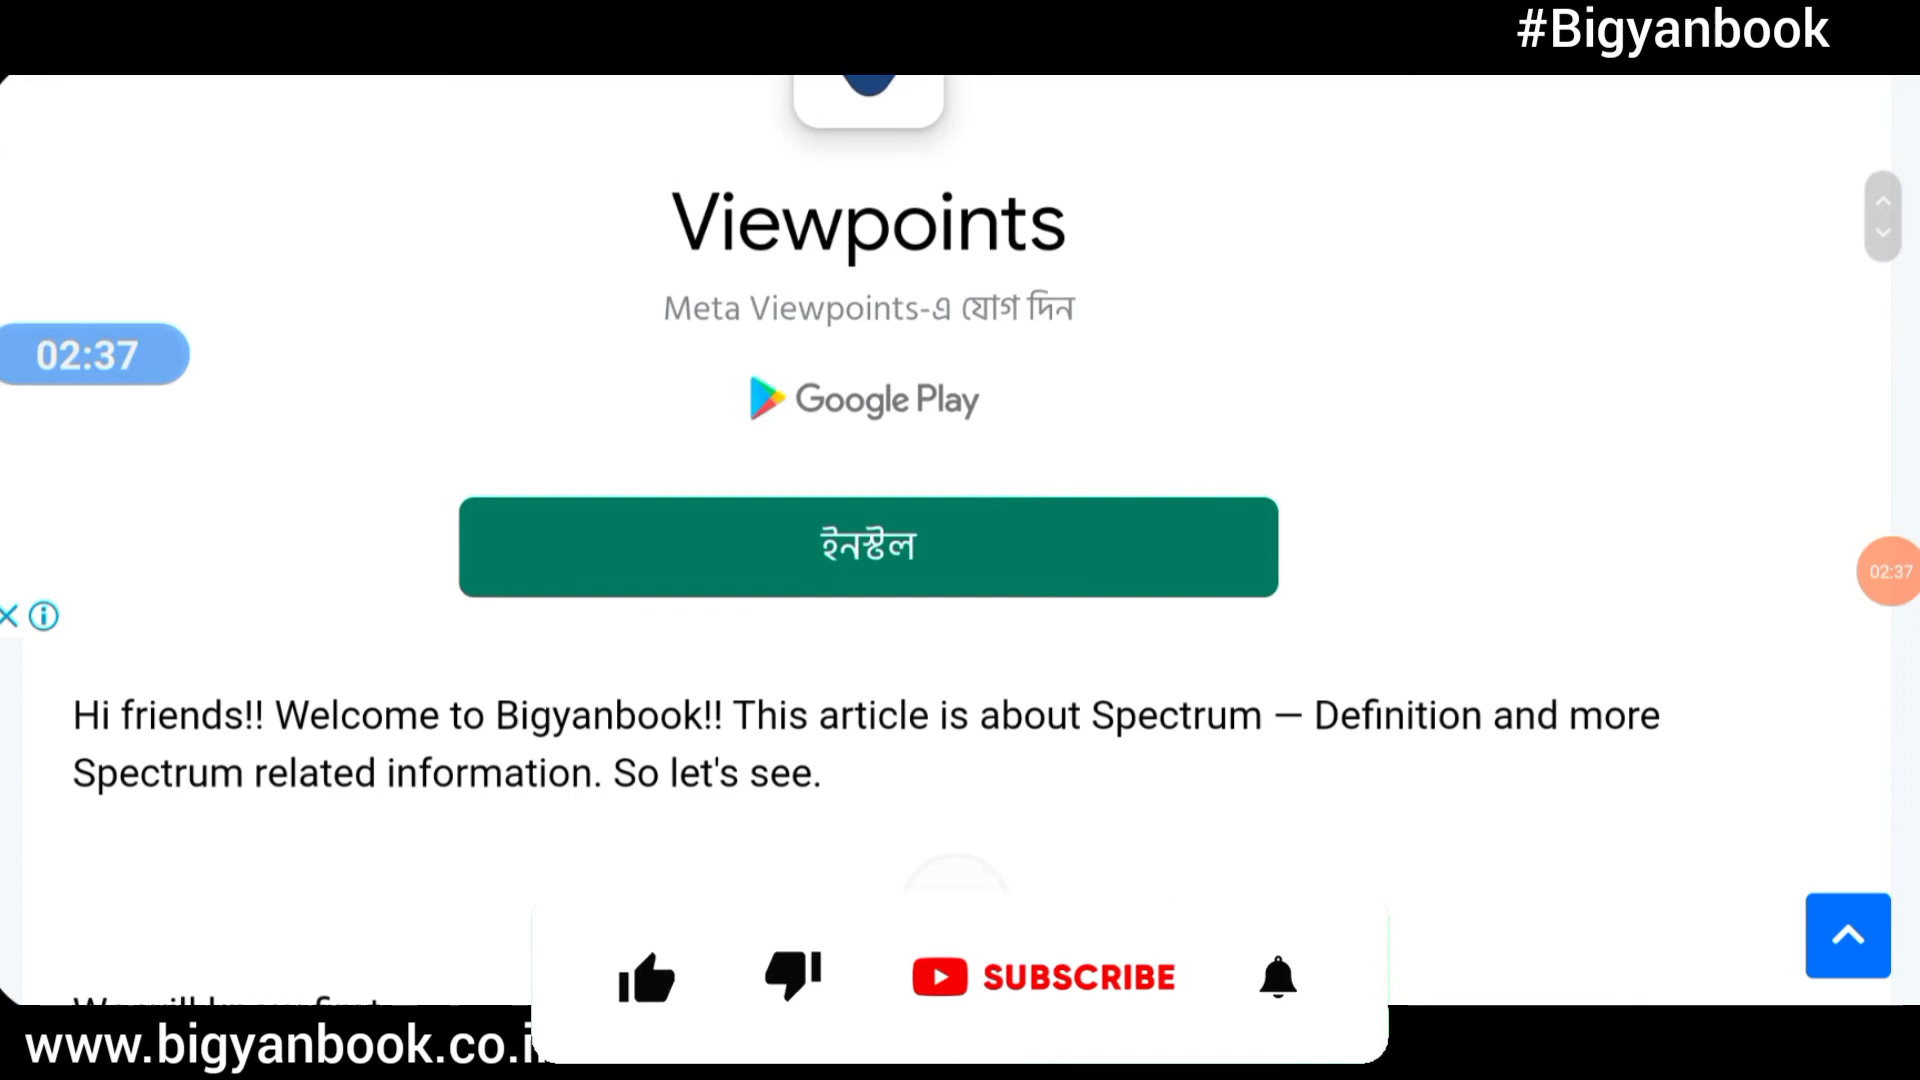 #Bigyanbook
Viewpoints
Meta Viewpoints-এ যোগ দিন
02:37
Google Play
ইনস্টল
02:37
Hi friends!! Welcome to Bigyanbook!! This article is about Spectrum — Definition and more
Spectrum related information. So let's see.
SUBSCRIBE
www.bigyanbook.co.i